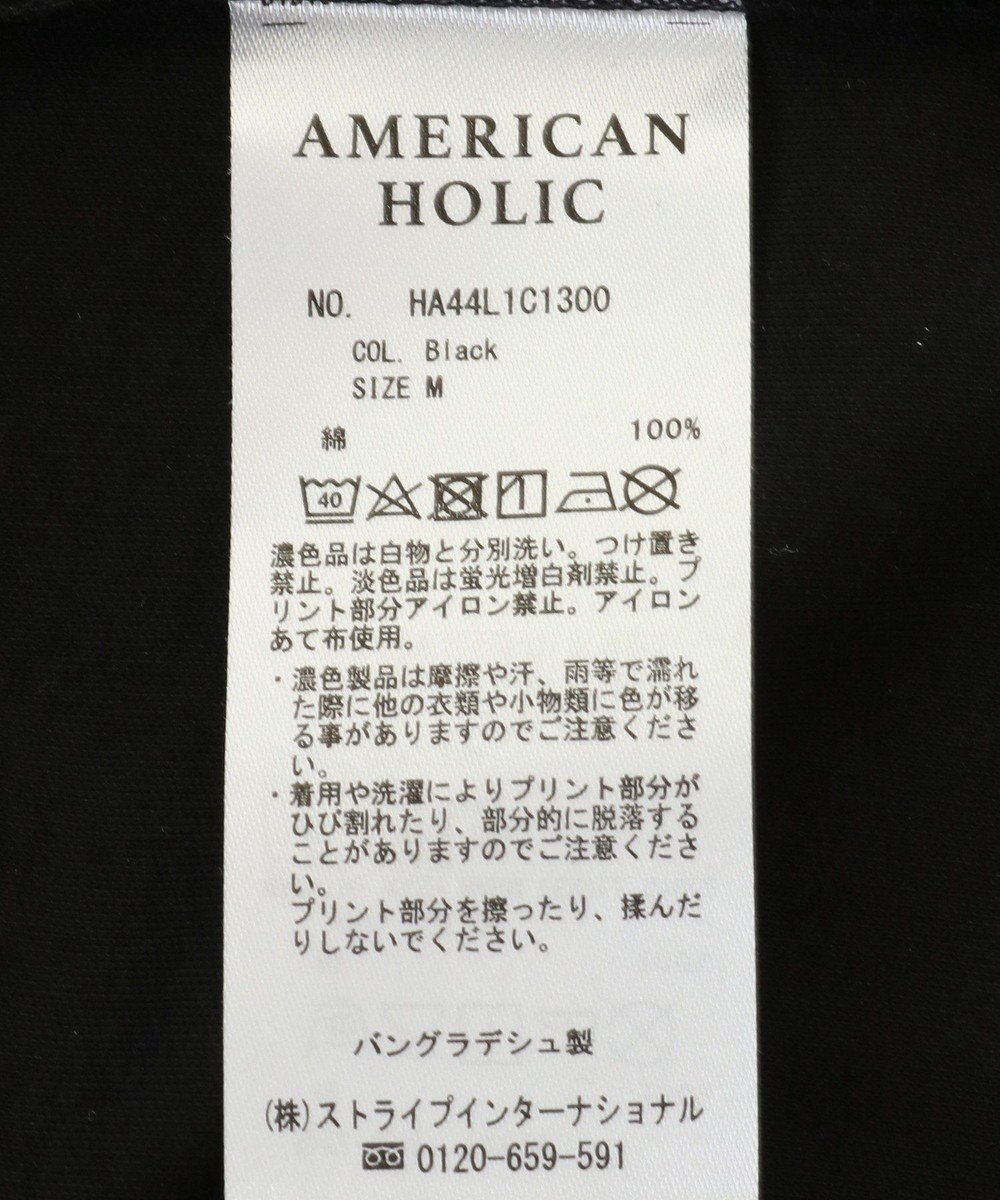 AMERICAN
HOLIC
NO. HA44L1C1300
COL. Black
SIZE M
綿 100%
40
濃色品は白物と分別洗い。つけ置き
禁止。淡色品は蛍光増白剤禁止。プ
リント部分アイロン禁止。アイロン
あて布使用。
・濃色製品は摩擦や汗、雨等で濡れ
た際に他の衣類や小物類に色が移
る事がありますのでご注意くださ
い。
・着用や洗濯によりプリント部分が
ひび割れたり、部分的に脱落する
ことがありますのでご注意くださ
い。
プリント部分を擦ったり、揉んだ
りしないでください。
バングラデシュ製
(株)ストライプインターナショナル
0120-659-591